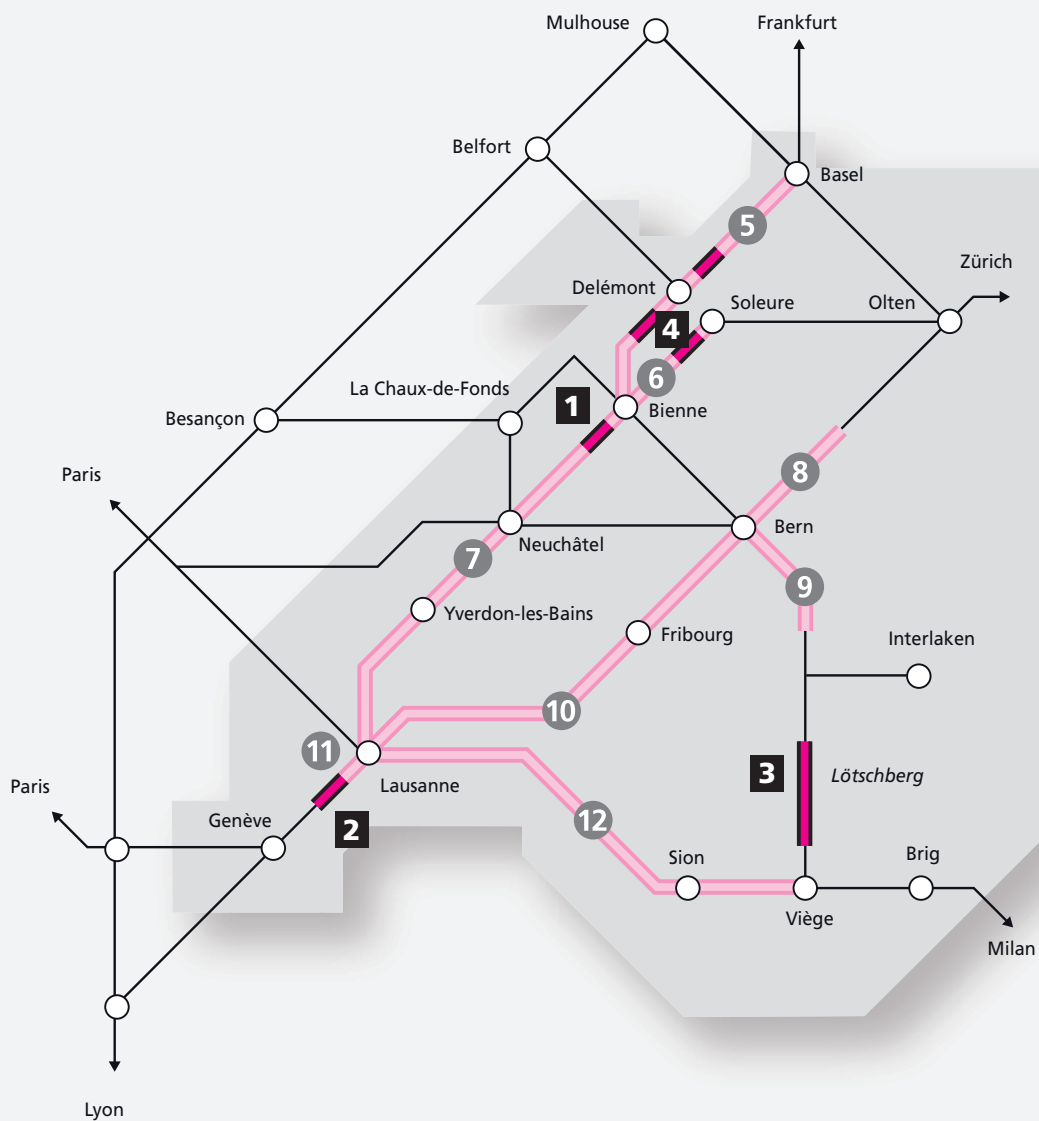 Mulhouse
Frankfurt
Belfort
Basel
5
Zürich
Delémont
Soleure
Olten
4
6
La Chaux-de-Fonds
1
Bienne
Besançon
8
Paris
Bern
Neuchâtel
7
9
Yverdon-les-Bains
Fribourg
Interlaken
10
11
3
Lötschberg
Lausanne
Paris
Genève
2
12
Sion
Brig
Viège
Milan
Lyon